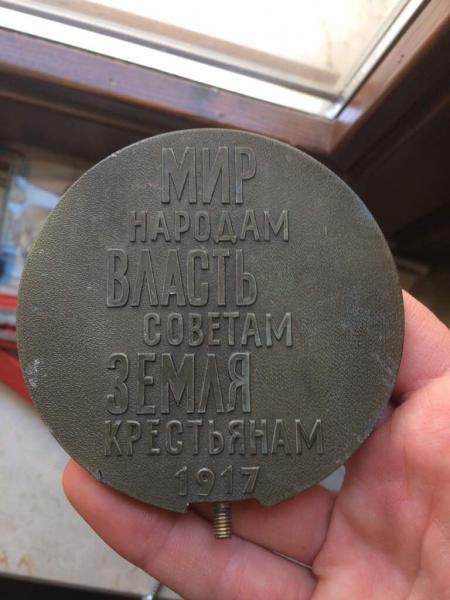 МИР
НАРОДАМ
ВЛАСТЬ
СОВЕТАМ
ЗЕМЛЯ
КРЕСТЬЯНАМ
1917